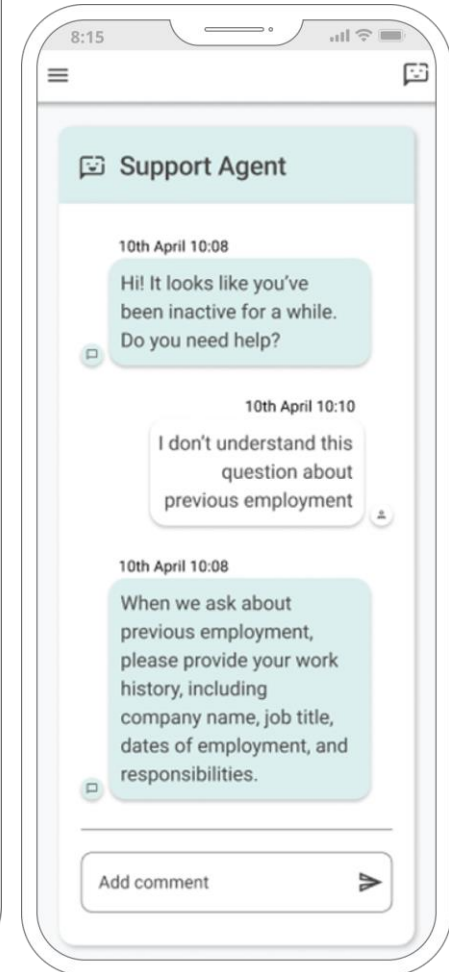 8:15
Support Agent
10th April 10:08
Hi! It looks like you’ve
been inactive for a while.
Do you need help?
10th April 10:10
I don’t understand this
question about
previous employment
10th April 10:08
When we ask about
previous employment,
please provide your work
history, including
company name, job title,
dates of employment, and
responsibilities.
Add comment